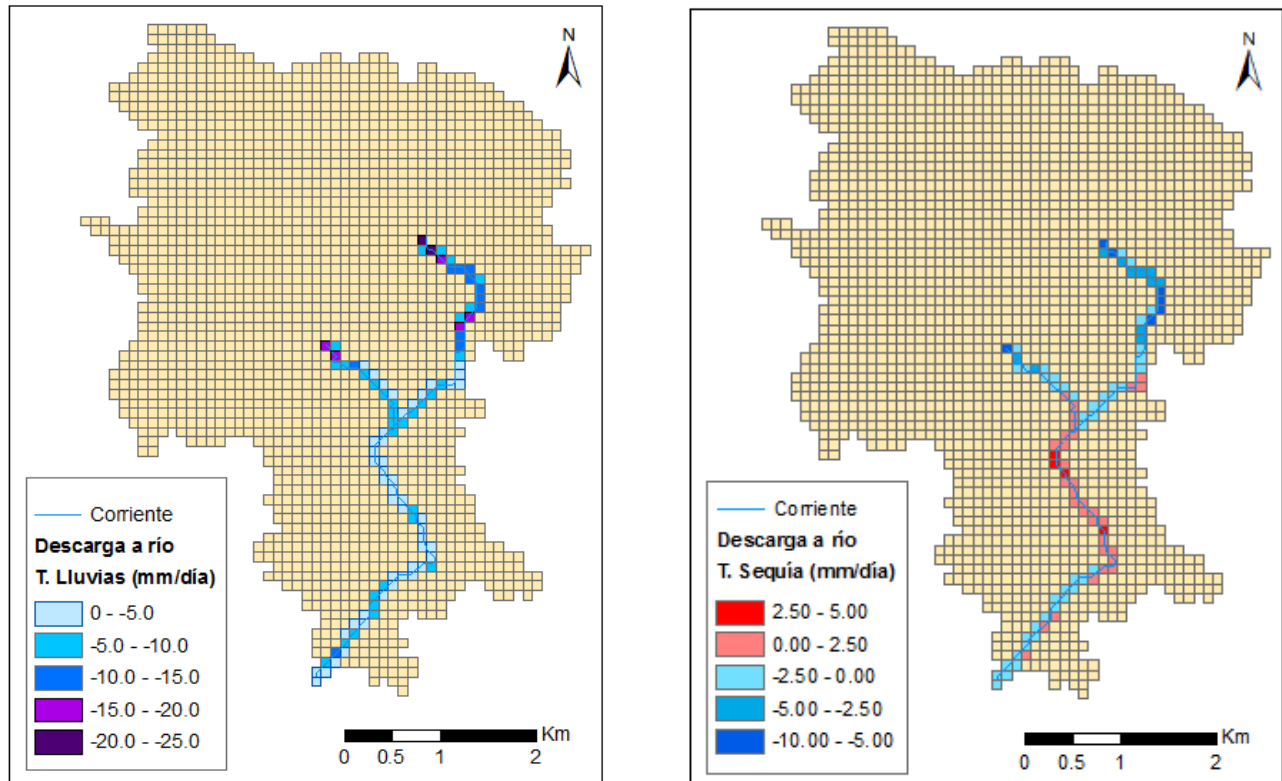 N
Corriente
Descarga a río
T. Lluvias (mm/día)
0 - -5.0
-5.0 - -10.0
-10.0 - -15.0
-15.0 - -20.0
-20.0 - -25.0
Km
0 0.5 1 2
N
Corriente
Descarga a río
T. Sequía (mm/día)
2.50 - 5.00
0.00 - 2.50
-2.50 - 0.00
-5.00 - -2.50
-10.00 - -5.00
Km
0 0.5 1 2